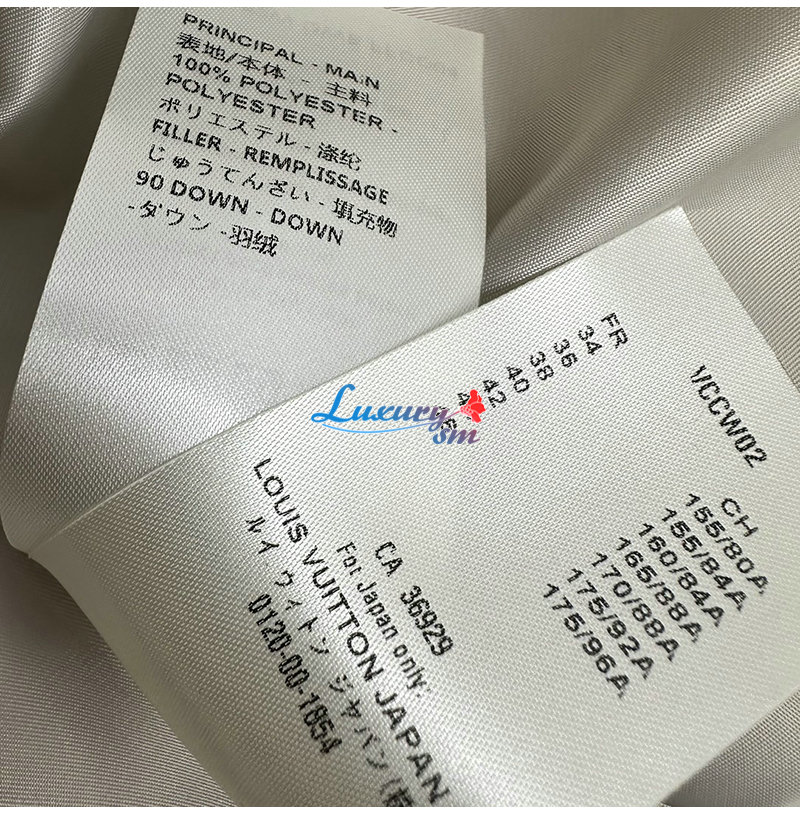 PRINCIPAL - MAIN
表地/本体 - 主料
100% POLYESTER -
POLYESTER
ポリエステル - 涤纶
FILLER - REMPLISSAGE
じゅうてんざい - 填充物
90 DOWN - DOWN
-ダウン -羽绒
Luxury
sm
VCCW02
FR
34
36
38
40
42
CH
155/80A
155/84A
160/84A
165/88A
170/88A
175/92A
175/96A
CA 36929
For Japan only:
LOUIS VUITTON JAPAN
ルイ ヴィトン ジャパン(株
0120-00-1854